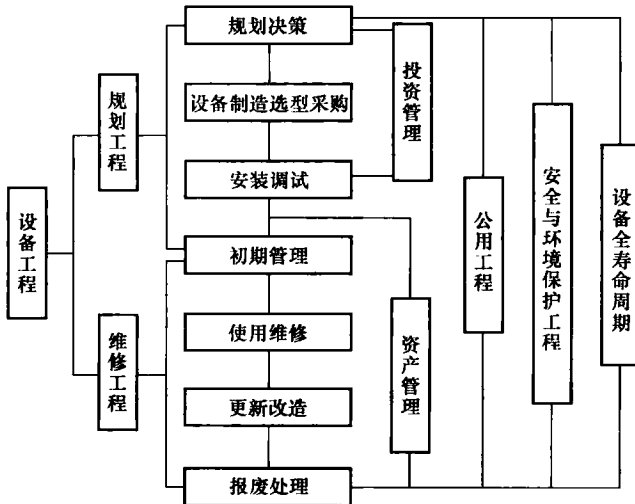 规划决策
设备制造选型采购
安装调试
初期管理
使用维修
更新改造
报废处理
设备工程
规划工程
维修工程
投资管理
资产管理
公用工程
安全与环境保护工程
设备全寿命周期